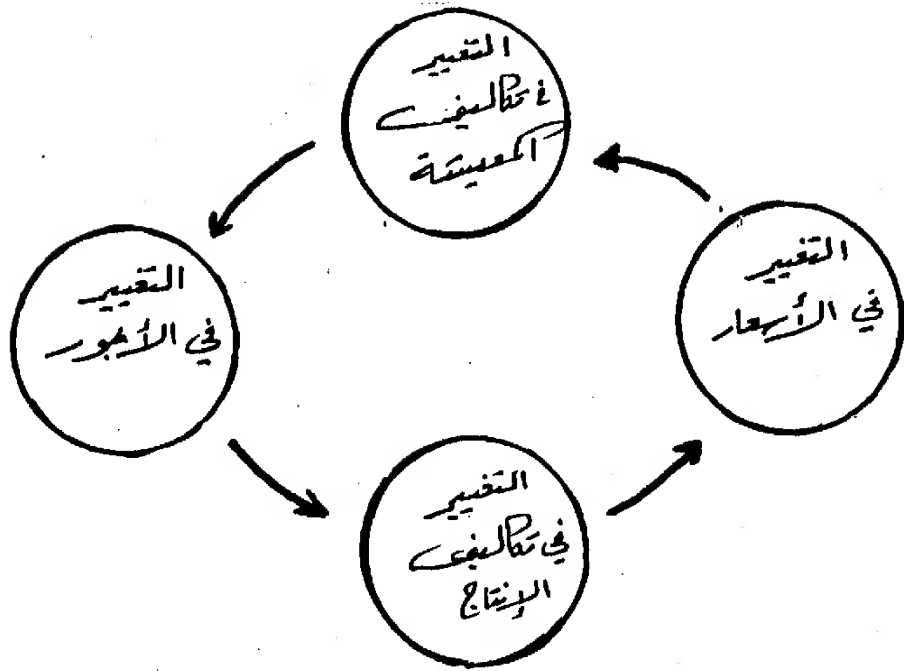 التغيير
في تكاليف
المعيشة
التغيير
في الأسعار
التغيير
في الأجور
التغيير
في تكاليف
الإنتاج